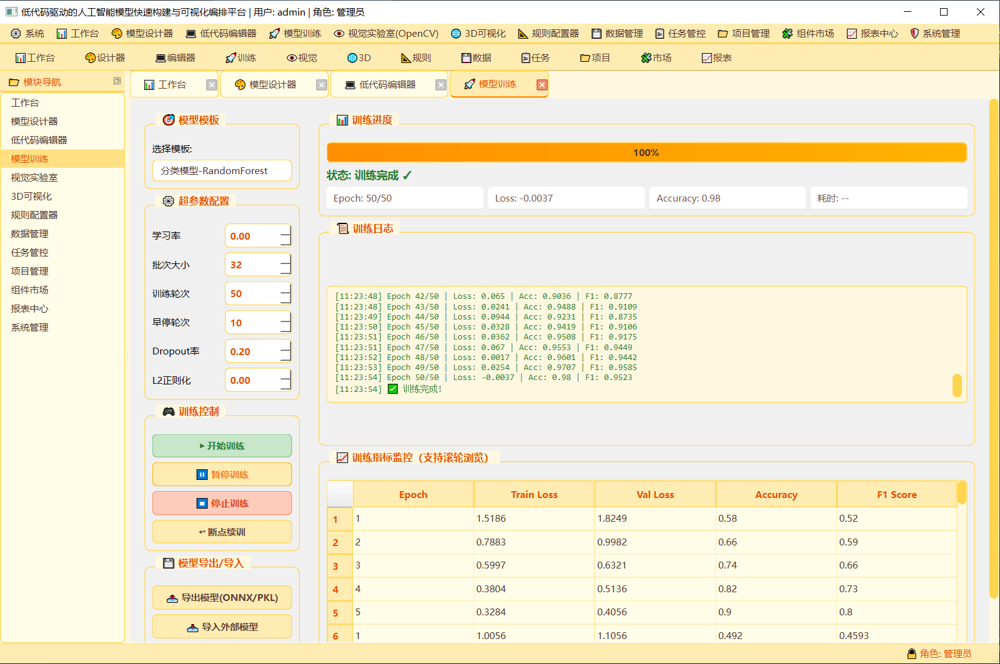 低代码驱动的人工智能模型快速构建与可视化编排平台 | 用户: admin | 角色: 管理员
系统 工作台 模型设计器 低代码编辑器 模型训练 视觉实验室(OpenCV) 3D可视化 规则配置器 数据管理 任务管控 项目管理 组件市场 报表中心 系统管理
工作台 设计器 编辑器 训练 视觉 3D 规则 数据 任务 项目 市场 报表
模块导航
工作台
模型设计器
低代码编辑器
模型训练
视觉实验室
3D可视化
规则配置器
数据管理
任务管控
项目管理
组件市场
报表中心
系统管理
工作台 模型设计器 低代码编辑器 模型训练
模型模板
选择模板:
分类模型-RandomForest
超参数配置
学习率 0.00
批次大小 32
训练轮次 50
早停轮次 10
Dropout率 0.20
L2正则化 0.00
训练控制
开始训练
暂停训练
停止训练
断点续训
模型导出/导入
导出模型(ONNX/PKL)
导入外部模型
训练进度
100%
状态: 训练完成 ✓
Epoch: 50/50 Loss: -0.0037 Accuracy: 0.98 耗时: --
训练日志
[11:23:48] Epoch 42/50 | Loss: 0.065 | Acc: 0.9036 | F1: 0.8777
[11:23:48] Epoch 43/50 | Loss: 0.0241 | Acc: 0.9488 | F1: 0.9109
[11:23:49] Epoch 44/50 | Loss: 0.0944 | Acc: 0.9231 | F1: 0.8735
[11:23:50] Epoch 45/50 | Loss: 0.0328 | Acc: 0.9419 | F1: 0.9106
[11:23:51] Epoch 46/50 | Loss: 0.0362 | Acc: 0.9508 | F1: 0.9175
[11:23:51] Epoch 47/50 | Loss: 0.067 | Acc: 0.9553 | F1: 0.9449
[11:23:52] Epoch 48/50 | Loss: 0.0017 | Acc: 0.9601 | F1: 0.9442
[11:23:53] Epoch 49/50 | Loss: 0.0254 | Acc: 0.9707 | F1: 0.9585
[11:23:54] Epoch 50/50 | Loss: -0.0037 | Acc: 0.98 | F1: 0.9523
[11:23:54] ✅ 训练完成!
训练指标监控（支持滚轮浏览）
Epoch Train Loss Val Loss Accuracy F1 Score
1 1 1.5186 1.8249 0.58 0.52
2 2 0.7883 0.9982 0.66 0.59
3 3 0.5997 0.6321 0.74 0.66
4 4 0.3804 0.5136 0.82 0.73
5 5 0.3284 0.4056 0.9 0.8
6 1 1.0056 1.1056 0.492 0.4593
角色: 管理员